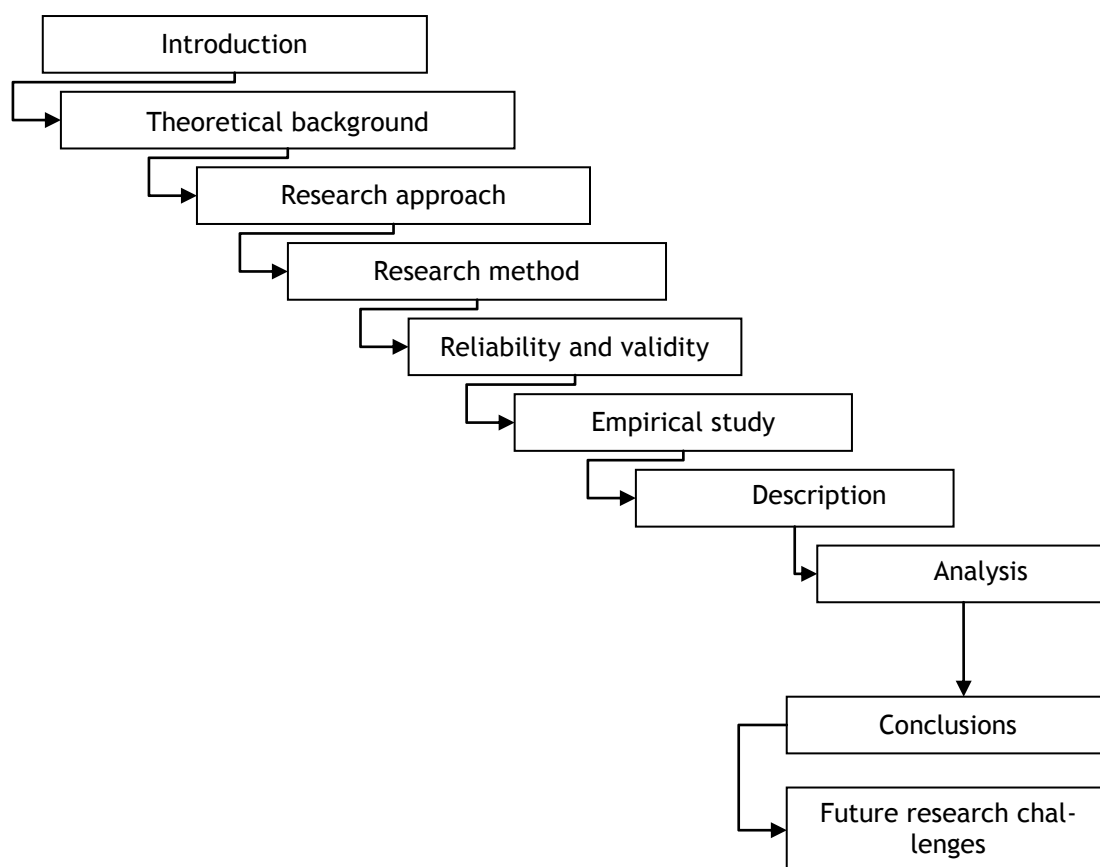 Introduction
Theoretical background
Research approach
Research method
Reliability and validity
Empirical study
Description
Analysis
Conclusions
Future research chal-
lenges